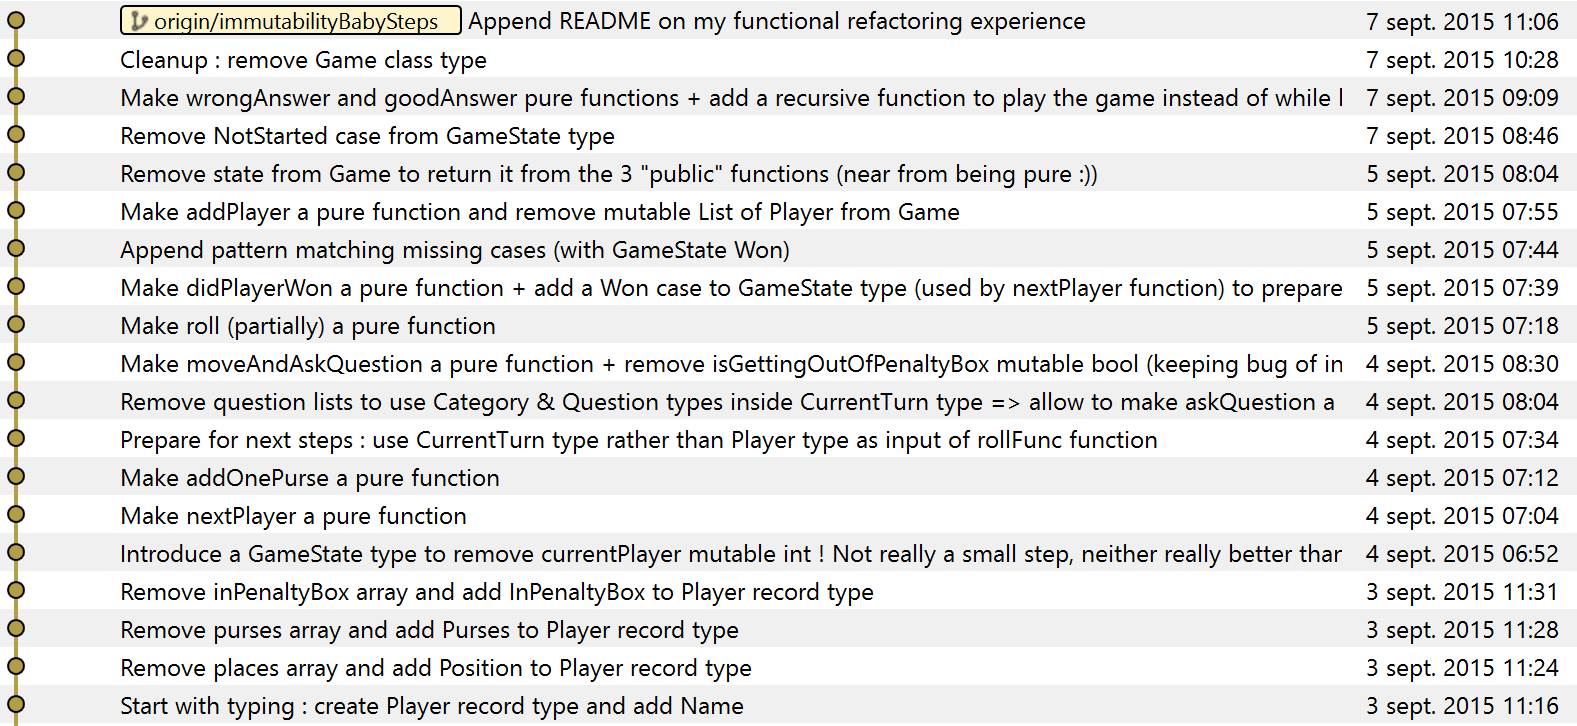 origin/immutabilityBabySteps Append README on my functional refactoring experience 7 sept. 2015 11:06
Cleanup : remove Game class type 7 sept. 2015 10:28
Make wrongAnswer and goodAnswer pure functions + add a recursive function to play the game instead of while l 7 sept. 2015 09:09
Remove NotStarted case from GameState type 7 sept. 2015 08:46
Remove state from Game to return it from the 3 "public" functions (near from being pure :)) 5 sept. 2015 08:04
Make addPlayer a pure function and remove mutable List of Player from Game 5 sept. 2015 07:55
Append pattern matching missing cases (with GameState Won) 5 sept. 2015 07:44
Make didPlayerWon a pure function + add a Won case to GameState type (used by nextPlayer function) to prepare 5 sept. 2015 07:39
Make roll (partially) a pure function 5 sept. 2015 07:18
Make moveAndAskQuestion a pure function + remove isGettingOutOfPenaltyBox mutable bool (keeping bug of in 4 sept. 2015 08:30
Remove question lists to use Category & Question types inside CurrentTurn type => allow to make askQuestion a 4 sept. 2015 08:04
Prepare for next steps : use CurrentTurn type rather than Player type as input of rollFunc function 4 sept. 2015 07:34
Make addOnePurse a pure function 4 sept. 2015 07:12
Make nextPlayer a pure function 4 sept. 2015 07:04
Introduce a GameState type to remove currentPlayer mutable int ! Not really a small step, neither really better than 4 sept. 2015 06:52
Remove inPenaltyBox array and add InPenaltyBox to Player record type 3 sept. 2015 11:31
Remove purses array and add Purses to Player record type 3 sept. 2015 11:28
Remove places array and add Position to Player record type 3 sept. 2015 11:24
Start with typing : create Player record type and add Name 3 sept. 2015 11:16